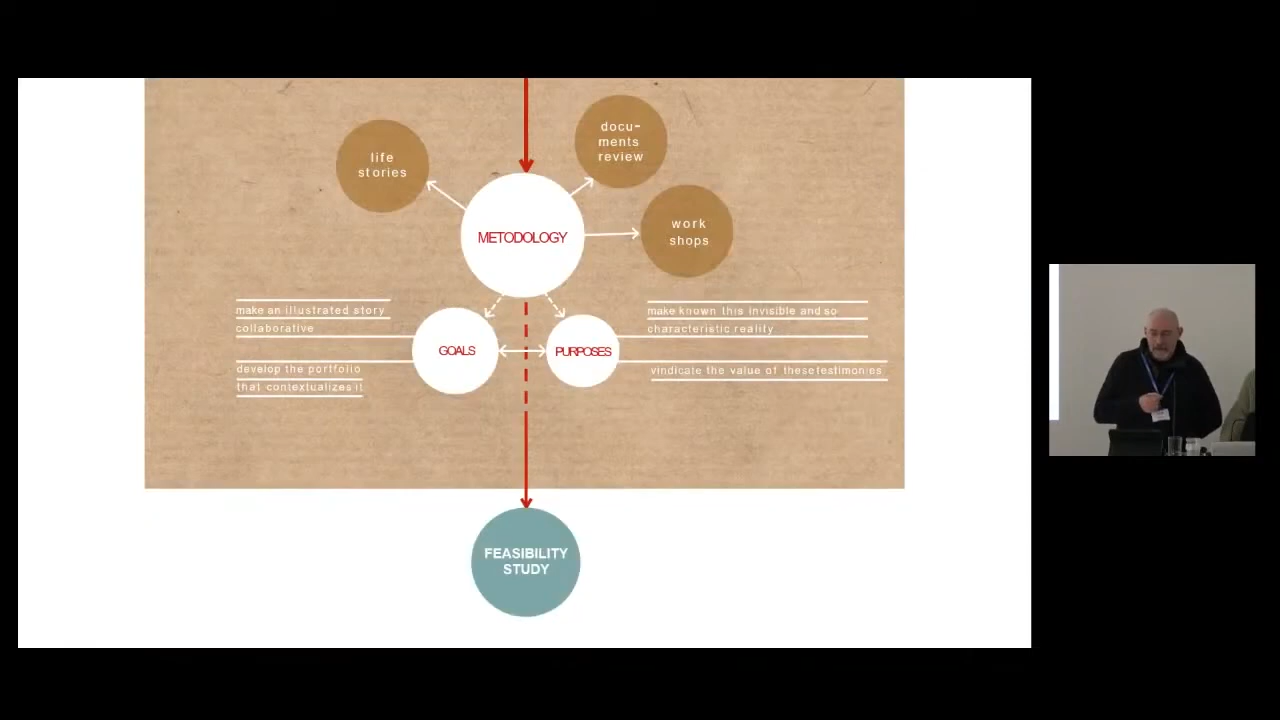 life
stories
docu-
ments
review
METODOLOGY
work
shops
make an illustrated story
collaborative
GOALS
develop the portfolio
that contextualizes it
PURPOSES
make known this invisible and so
characteristic reality
vindicate the value of thesetestimonies
FEASIBILITY
STUDY